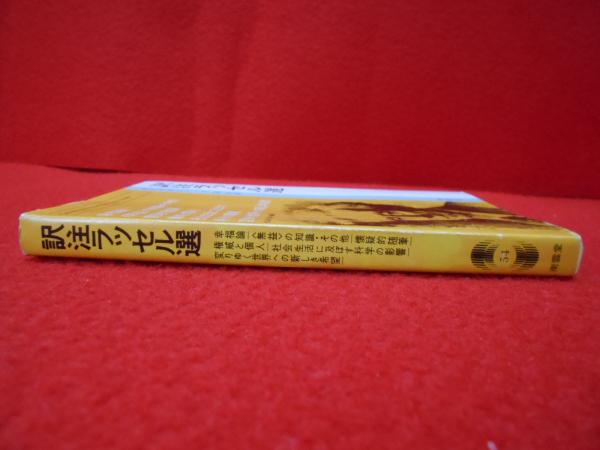 訳注ラッセル選
幸福論│〈無益〉の知識・その他│懐疑的随筆│
権威と個人│社会生活に及ぼす科学の影響│
変りゆく世界への新しき希望│
54
南雲堂